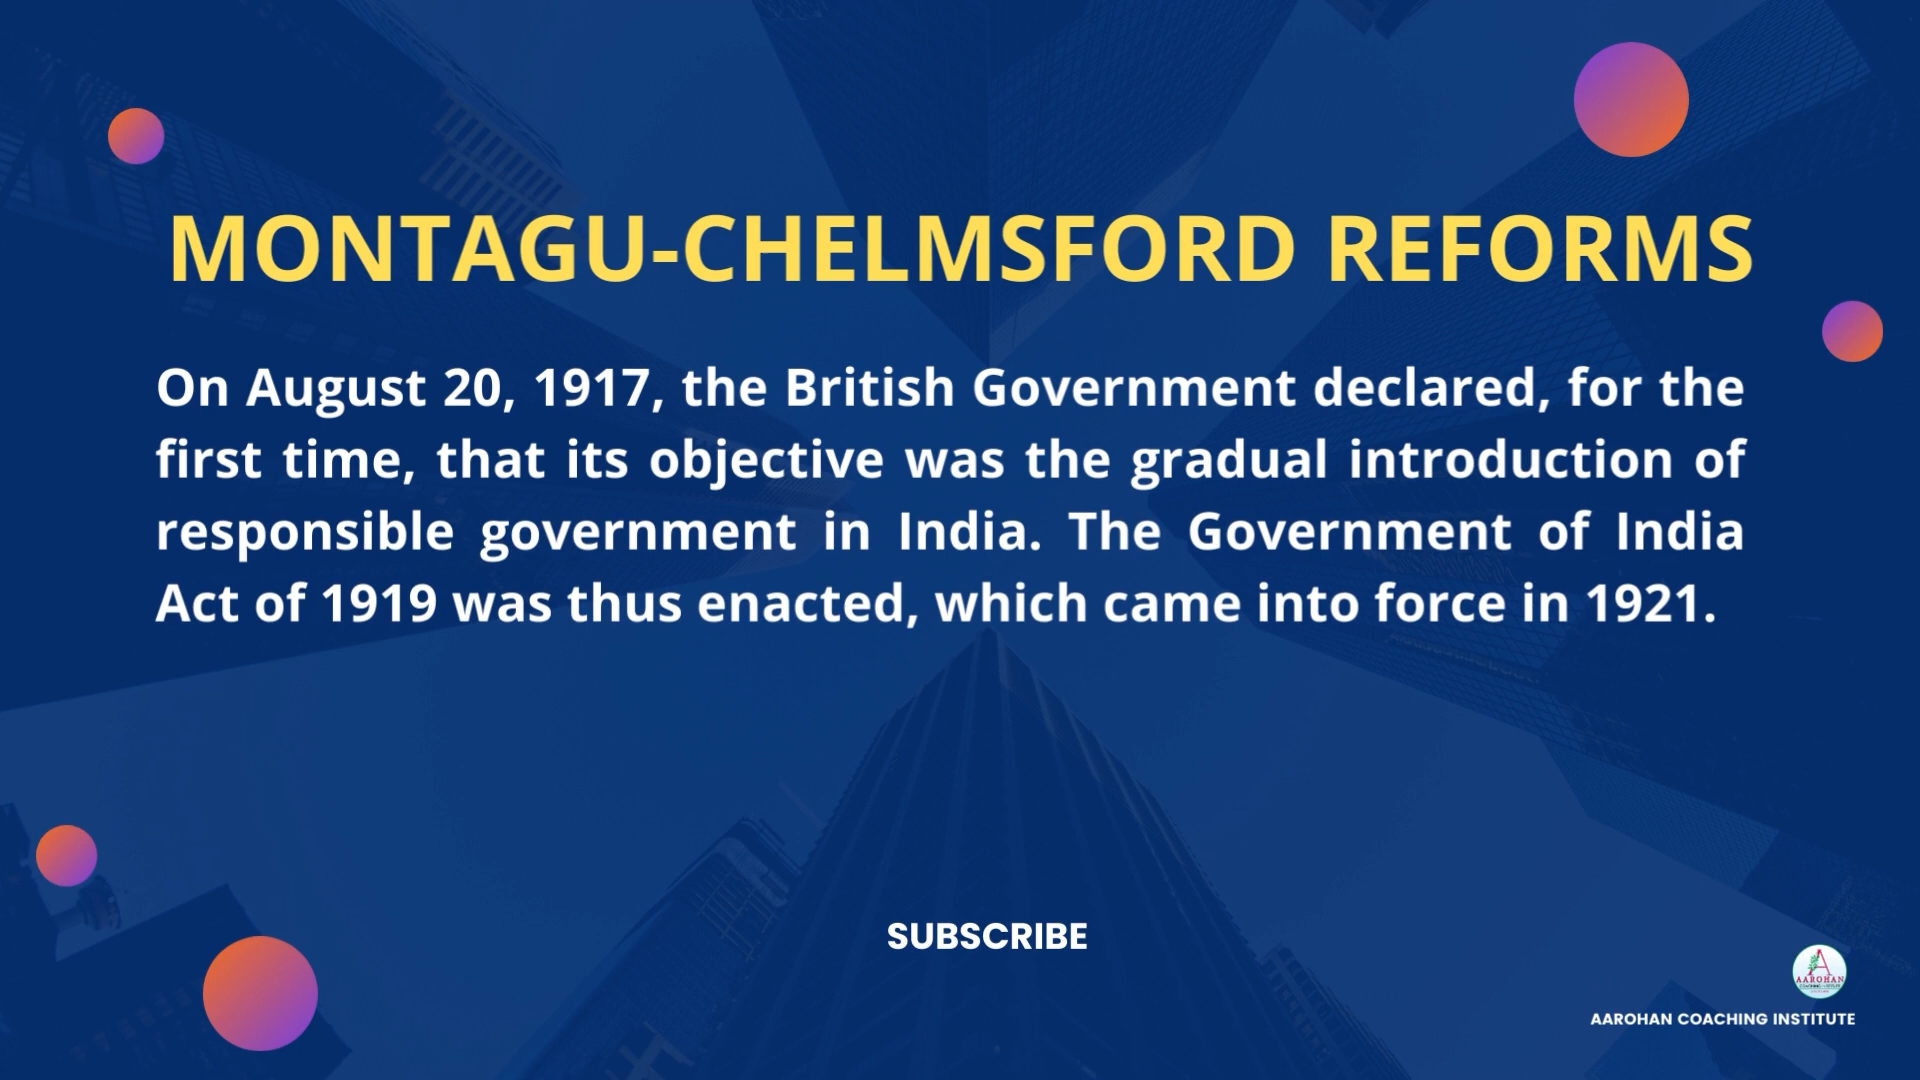 MONTAGU-CHELMSFORD REFORMS
On August 20, 1917, the British Government declared, for the
first time, that its objective was the gradual introduction of
responsible government in India. The Government of India
Act of 1919 was thus enacted, which came into force in 1921.
SUBSCRIBE
AAROHAN
AAROHAN COACHING INSTITUTE